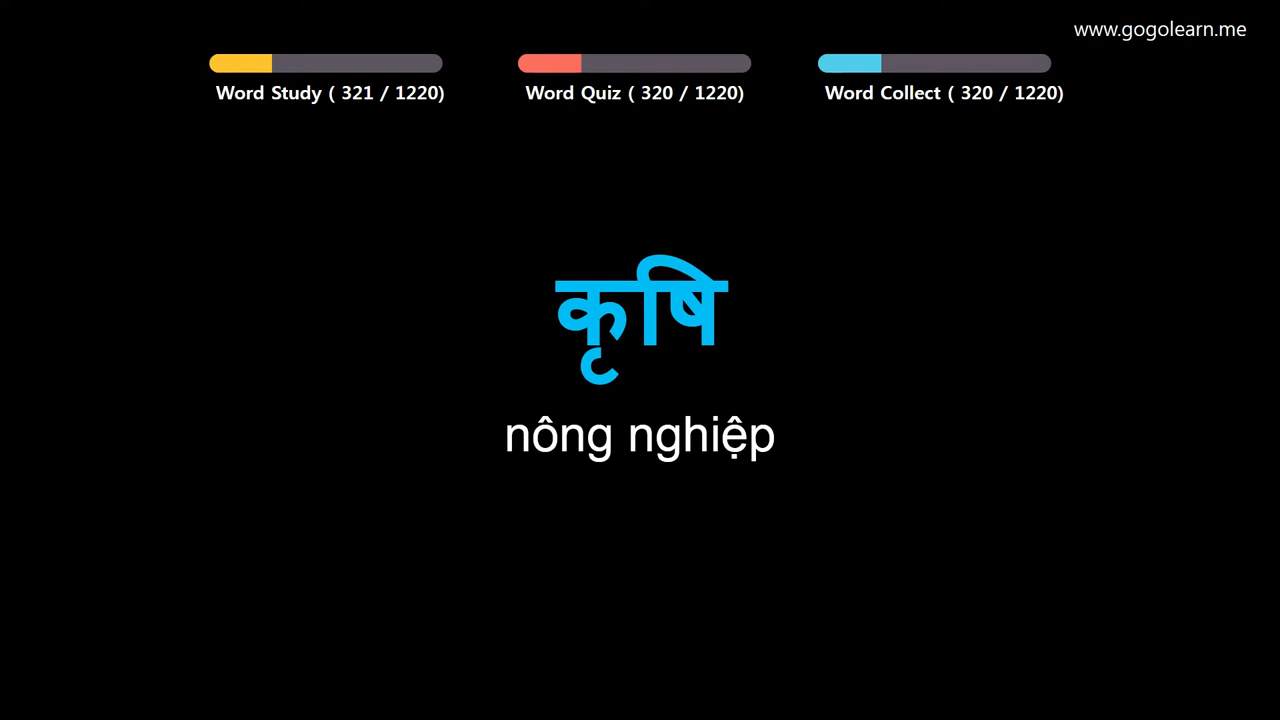 www.gogolearn.me
Word Study ( 321 / 1220)
Word Quiz ( 320 / 1220)
Word Collect ( 320 / 1220)
कृषि
nông nghiệp